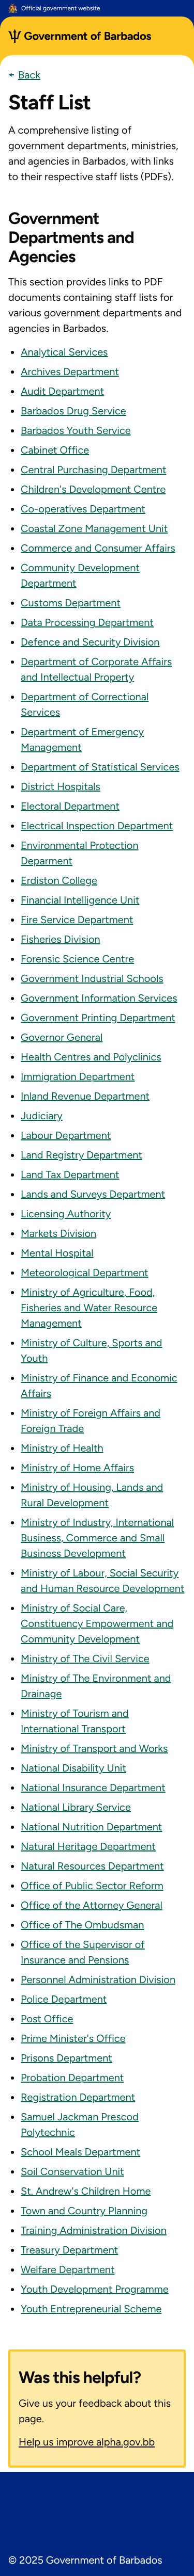 Official government website
Government of Barbados
← Back
Staff List
A comprehensive listing of
government departments, ministries,
and agencies in Barbados, with links
to their respective staff lists (PDFs).
Government
Departments and
Agencies
This section provides links to PDF
documents containing staff lists for
various government departments and
agencies in Barbados.
• Analytical Services
• Archives Department
• Audit Department
• Barbados Drug Service
• Barbados Youth Service
• Cabinet Office
• Central Purchasing Department
• Children's Development Centre
• Co-operatives Department
• Coastal Zone Management Unit
• Commerce and Consumer Affairs
• Community Development
Department
• Customs Department
• Data Processing Department
• Defence and Security Division
• Department of Corporate Affairs
and Intellectual Property
• Department of Correctional
Services
• Department of Emergency
Management
• Department of Statistical Services
• District Hospitals
• Electoral Department
• Electrical Inspection Department
• Environmental Protection
Deparment
• Erdiston College
• Financial Intelligence Unit
• Fire Service Department
• Fisheries Division
• Forensic Science Centre
• Government Industrial Schools
• Government Information Services
• Government Printing Department
• Governor General
• Health Centres and Polyclinics
• Immigration Department
• Inland Revenue Department
• Judiciary
• Labour Department
• Land Registry Department
• Land Tax Department
• Lands and Surveys Department
• Licensing Authority
• Markets Division
• Mental Hospital
• Meteorological Department
• Ministry of Agriculture, Food,
Fisheries and Water Resource
Management
• Ministry of Culture, Sports and
Youth
• Ministry of Finance and Economic
Affairs
• Ministry of Foreign Affairs and
Foreign Trade
• Ministry of Health
• Ministry of Home Affairs
• Ministry of Housing, Lands and
Rural Development
• Ministry of Industry, International
Business, Commerce and Small
Business Development
• Ministry of Labour, Social Security
and Human Resource Development
• Ministry of Social Care,
Constituency Empowerment and
Community Development
• Ministry of The Civil Service
• Ministry of The Environment and
Drainage
• Ministry of Tourism and
International Transport
• Ministry of Transport and Works
• National Disability Unit
• National Insurance Department
• National Library Service
• National Nutrition Department
• Natural Heritage Department
• Natural Resources Department
• Office of Public Sector Reform
• Office of the Attorney General
• Office of The Ombudsman
• Office of the Supervisor of
Insurance and Pensions
• Personnel Administration Division
• Police Department
• Post Office
• Prime Minister's Office
• Prisons Department
• Probation Department
• Registration Department
• Samuel Jackman Prescod
Polytechnic
• School Meals Department
• Soil Conservation Unit
• St. Andrew's Children Home
• Town and Country Planning
• Training Administration Division
• Treasury Department
• Welfare Department
• Youth Development Programme
• Youth Entrepreneurial Scheme
Was this helpful?
Give us your feedback about this
page.
Help us improve alpha.gov.bb
© 2025 Government of Barbados